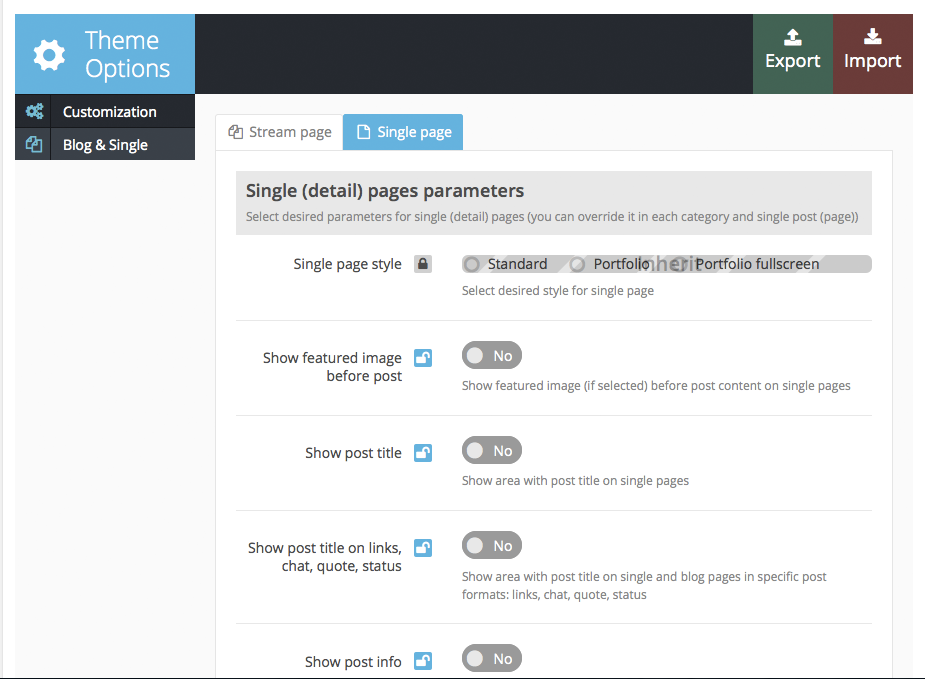 Theme
Options
Export
Import
Customization
Blog & Single
Stream page
Single page
Single (detail) pages parameters
Select desired parameters for single (detail) pages (you can override it in each category and single post (page))
Single page style
Standard
Portfolio
inherit
Portfolio fullscreen
Select desired style for single page
Show featured image
before post
No
Show featured image (if selected) before post content on single pages
Show post title
No
Show area with post title on single pages
Show post title on links,
chat, quote, status
No
Show area with post title on single and blog pages in specific post
formats: links, chat, quote, status
Show post info
No